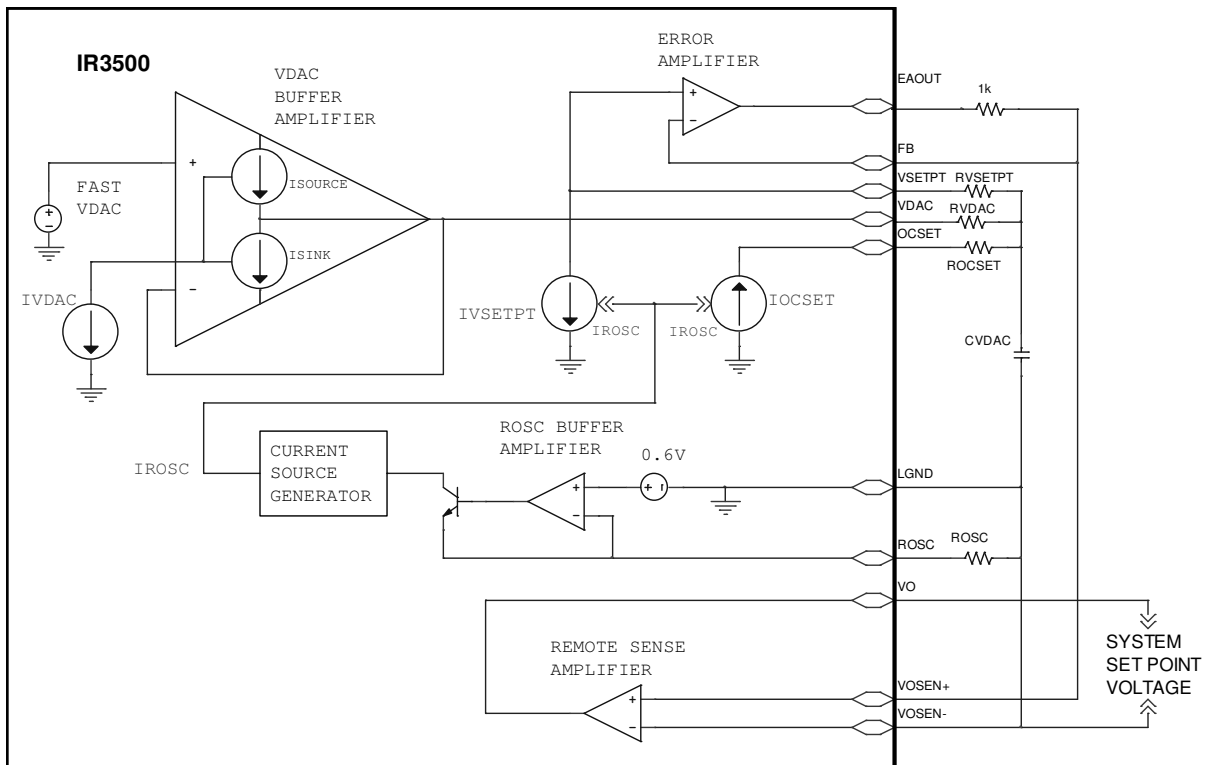 IR3500
VDAC
BUFFER
AMPLIFIER
ERROR
AMPLIFIER
EAOUT
1k
+
-
FB
+
ISOURCE
FAST
VDAC
+
-
VSETPT
RVSETPT
VDAC
RVDAC
OCSET
ROCSET
ISINK
-
IVDAC
IVSETPT
IROSC
IROSC
IOCSET
CVDAC
ROSC BUFFER
AMPLIFIER
0.6V
CURRENT
SOURCE
GENERATOR
IROSC
+
-
+
-
LGND
ROSC
ROSC
VO
REMOTE SENSE
AMPLIFIER
+
-
VOSEN+
VOSEN-
SYSTEM
SET POINT
VOLTAGE